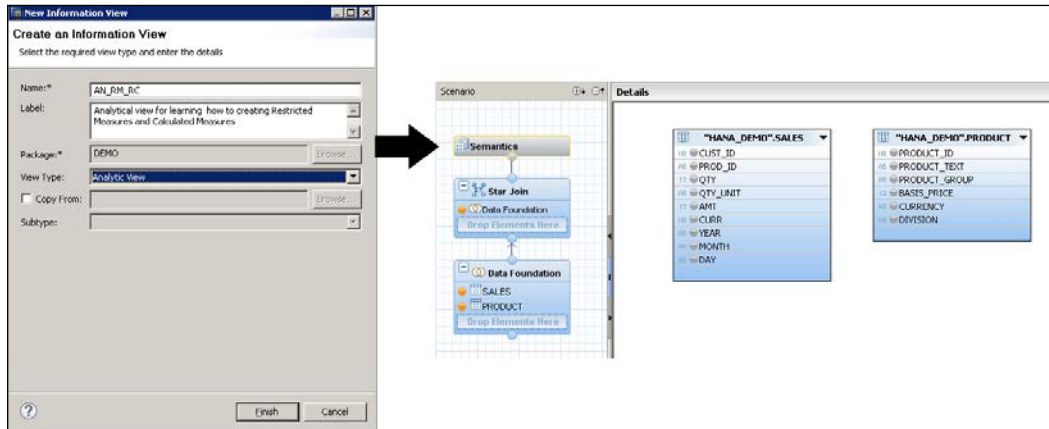 New Information View
Create an Information View
Select the required view type and enter the details
Name:*
AN_RM_RC
Label:
Analytical view for learning how to creating Restricted
Measures and Calculated Measures
Package:*
DEMO
Browse...
View Type:
Analytic View
Copy From:
Browse...
Subtype:
Finish
Cancel
Scenario
Details
Semantics
Star Join
Data Foundation
Drop Elements Here
Data Foundation
SALES
PRODUCT
Drop Elements Here
"HANA_DEMO".SALES
CUST_ID
PROD_ID
QTY
QTY_UNIT
AMT
CURR
YEAR
MONTH
DAY
"HANA_DEMO".PRODUCT
PRODUCT_ID
PRODUCT_TEXT
PRODUCT_GROUP
BASIS_PRICE
CURRENCY
DIVISION